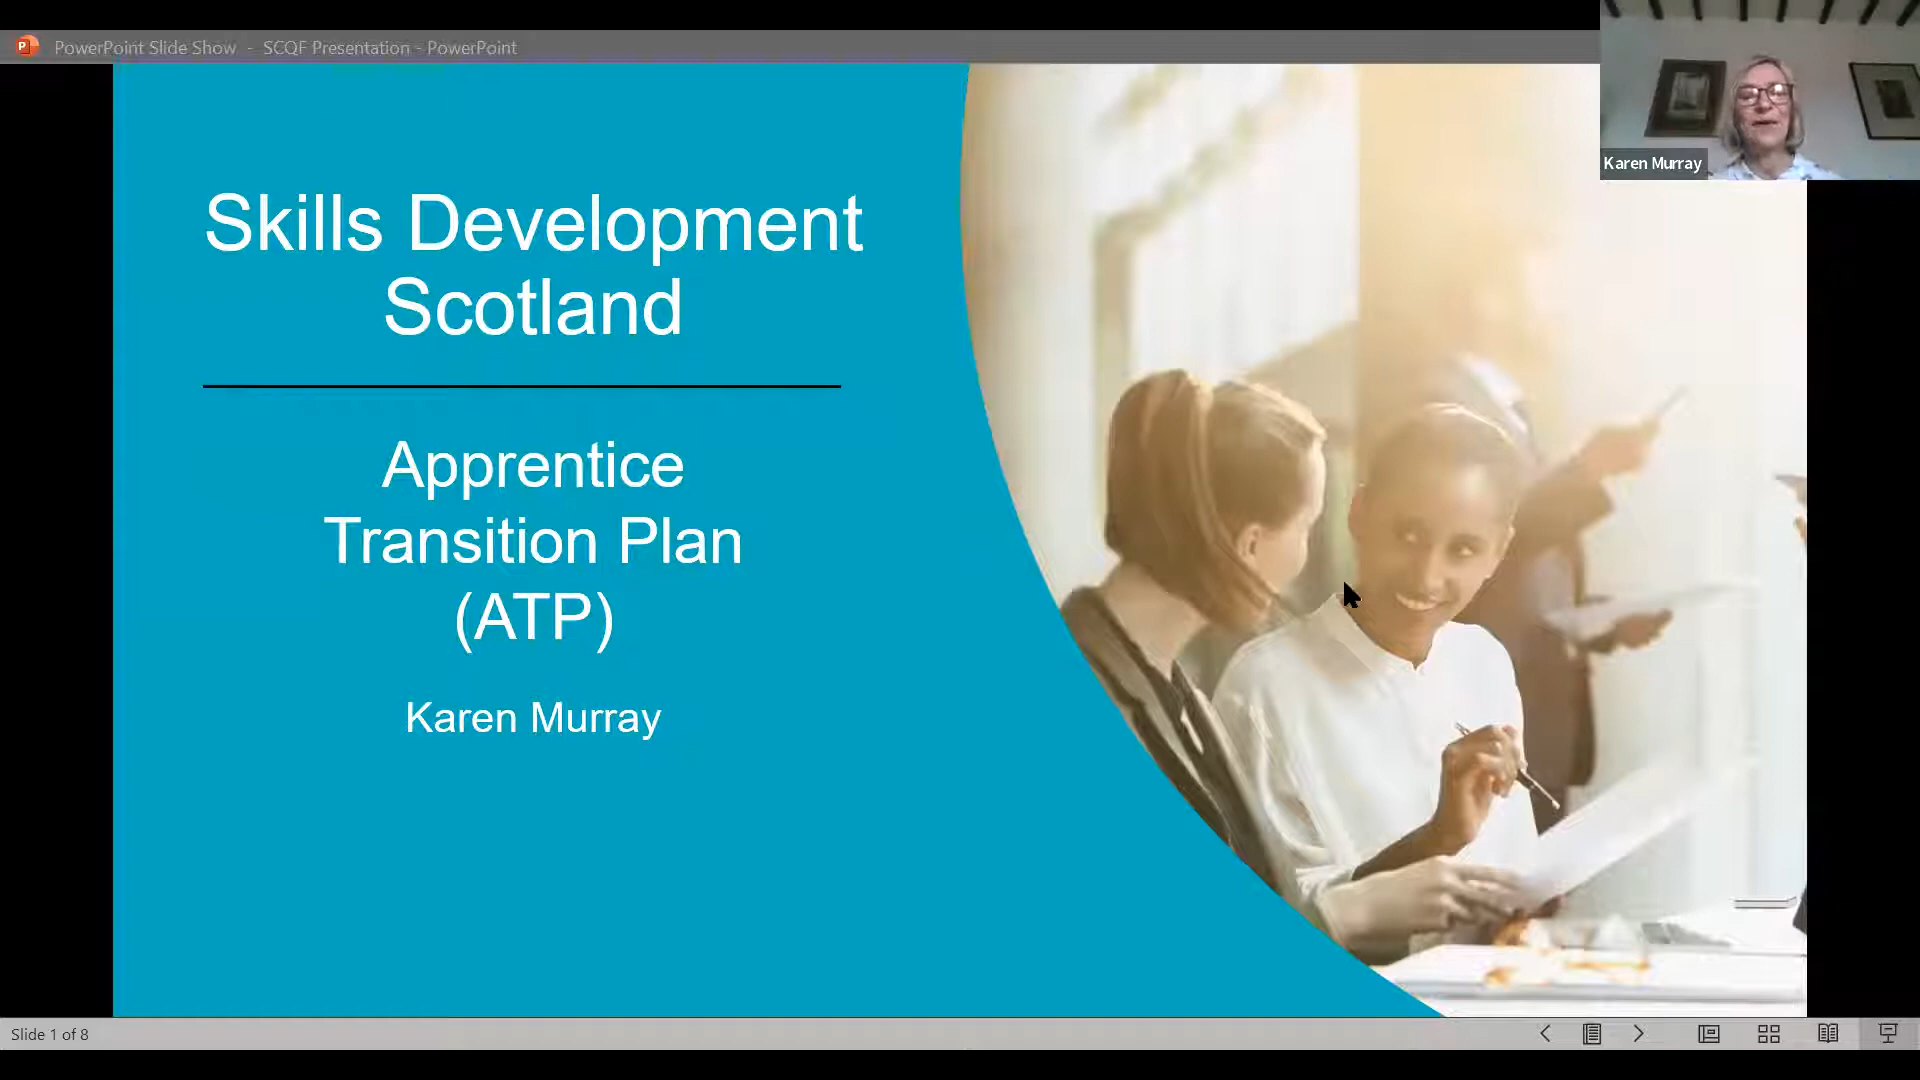 PowerPoint Slide Show - SCQF Presentation - PowerPoint
Karen Murray
Skills Development
Scotland
Apprentice
Transition Plan
(ATP)
Karen Murray
Slide 1 of 8